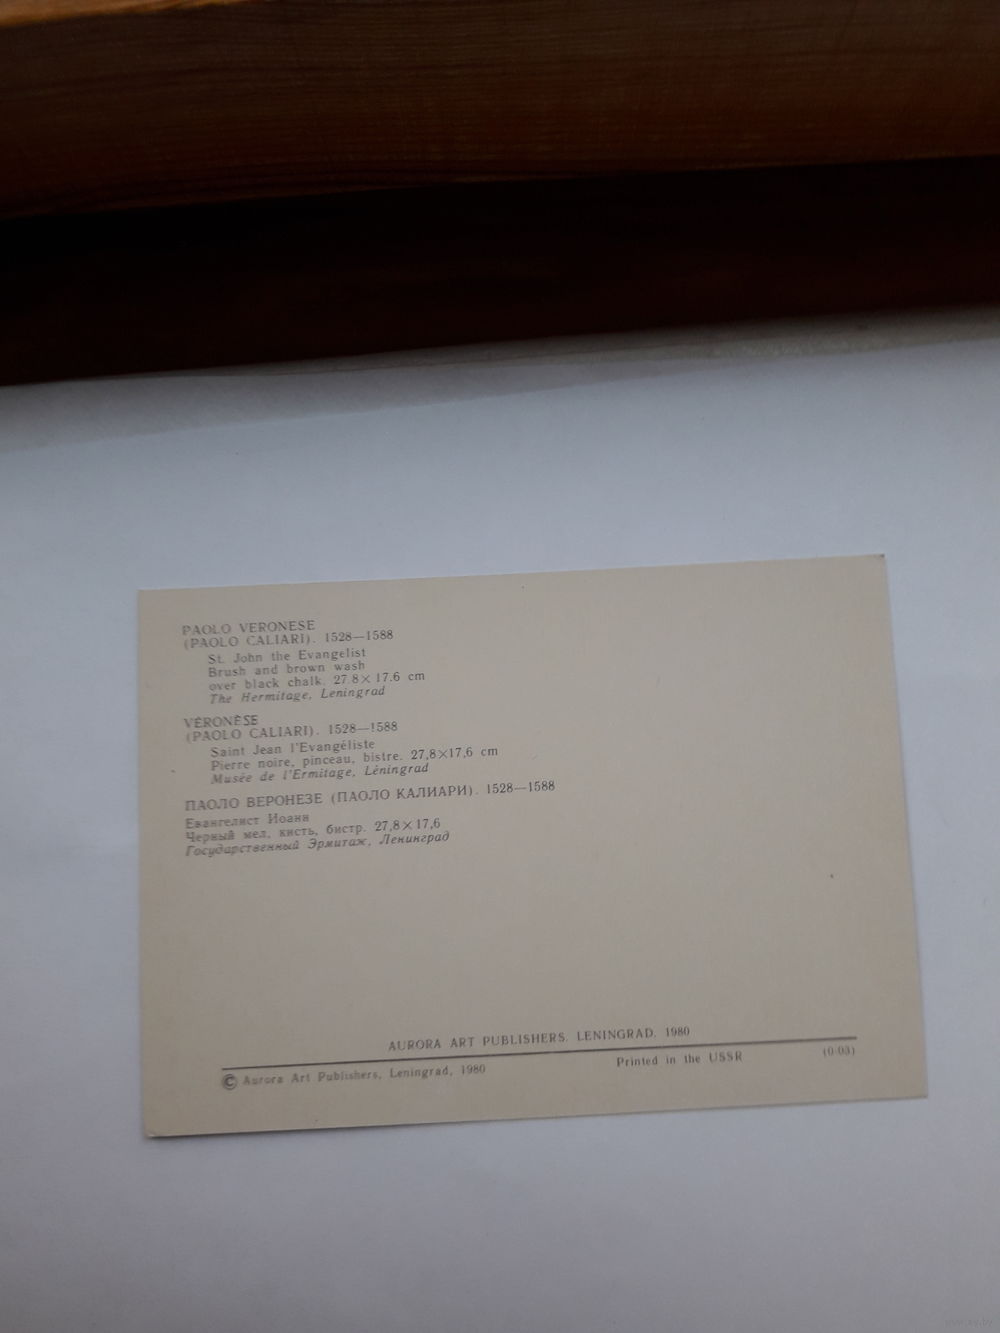 PAOLO VERONESE
(PAOLO CALIARI). 1528—1588
St. John the Evangelist
Brush and brown wash
over black chalk. 27.8×17.6 cm
The Hermitage, Leningrad
VÉRONÈSE
(PAOLO CALIARI). 1528—1588
Saint Jean l'Evangéliste
Pierre noire, pinceau, bistre. 27,8×17,6 cm
Musée de l'Ermitage, Léningrad
ПАОЛО ВЕРОНЕЗЕ (ПАОЛО КАЛИАРИ). 1528—1588
Евангелист Иоанн
Черный мел, кисть, бистр. 27,8×17,6
Государственный Эрмитаж, Ленинград
AURORA ART PUBLISHERS. LENINGRAD. 1980
© Aurora Art Publishers, Leningrad, 1980 Printed in the USSR (0·03)